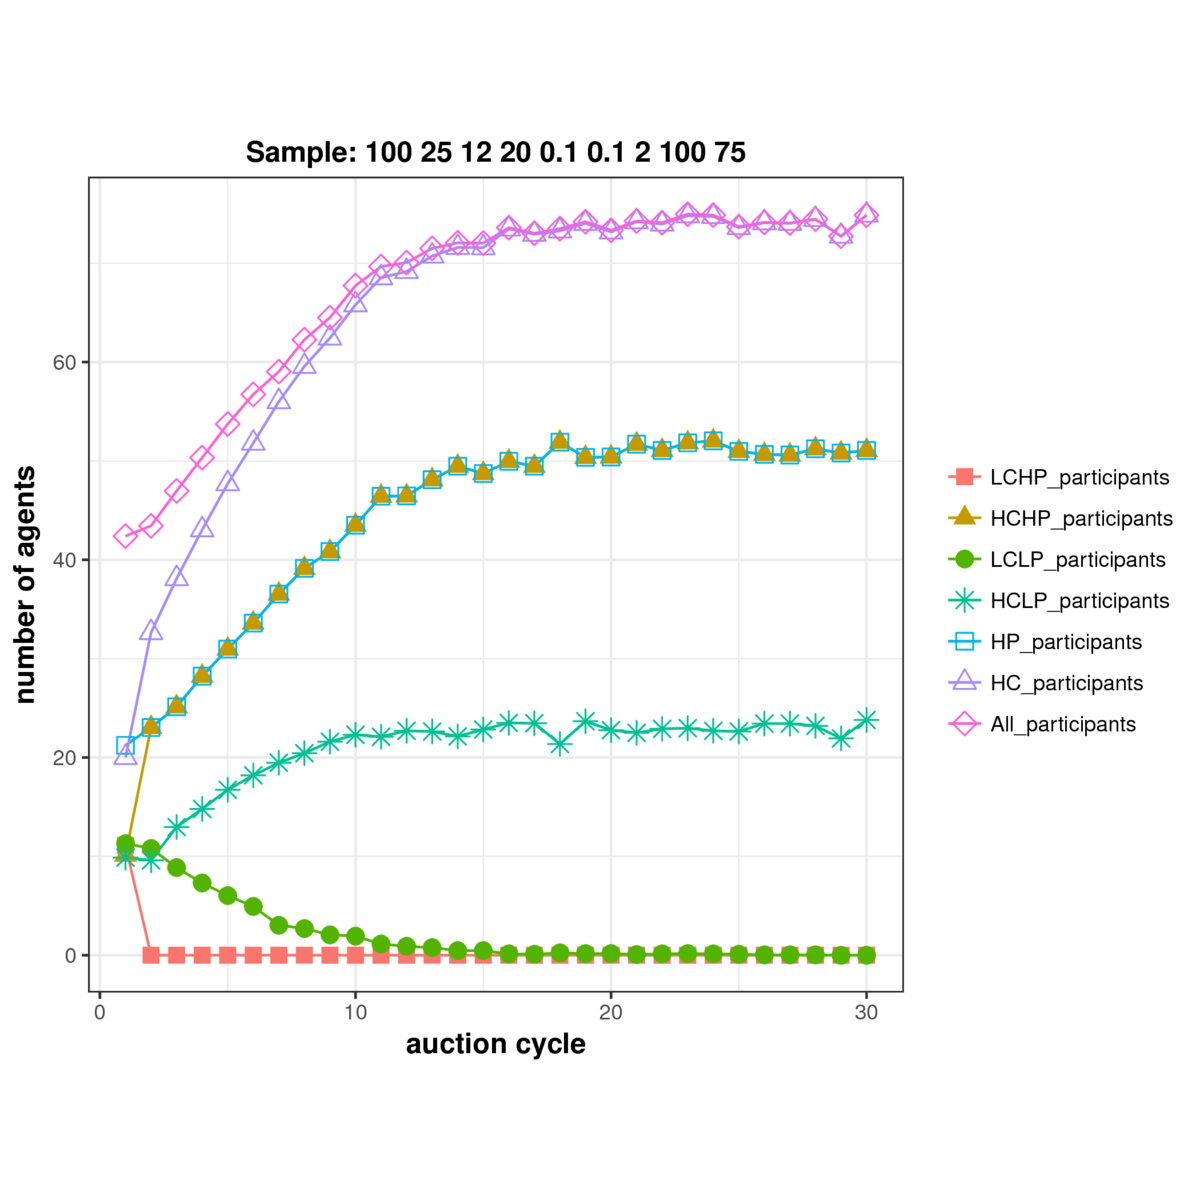 Sample: 100 25 12 20 0.1 0.1 2 100 75
number of agents
60
40
20
0
0 10 20 30
auction cycle
LCHP_participants
HCHP_participants
LCLP_participants
HCLP_participants
HP_participants
HC_participants
All_participants